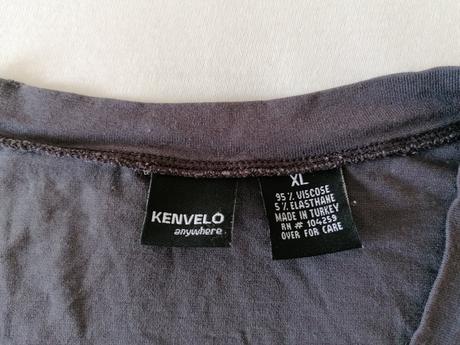 KENVELO
anywhere
XL
95% VISCOSE
5% ELASTHANE
MADE IN TURKEY
RN # 104259
OVER FOR CARE